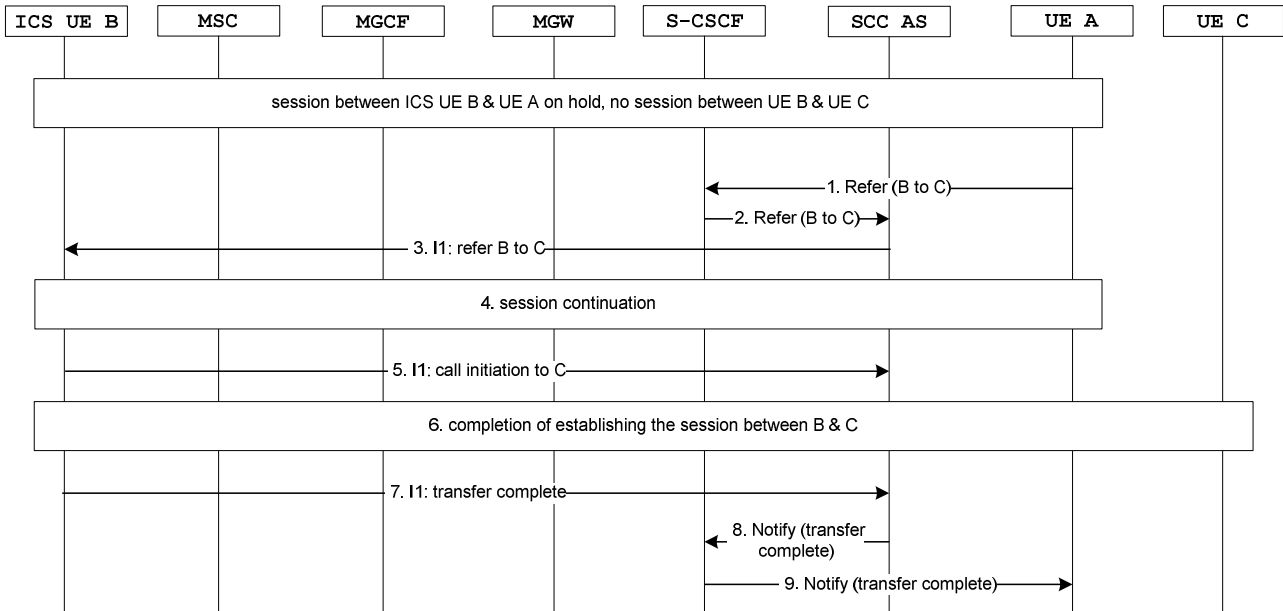 ICS UE B
MSC
MGCF
MGW
S-CSCF
SCC AS
UE A
UE C
session between ICS UE B & UE A on hold, no session between UE B & UE C
1. Refer (B to C)
2. Refer (B to C)
3. I1: refer B to C
4. session continuation
5. I1: call initiation to C
6. completion of establishing the session between B & C
7. I1: transfer complete
8. Notify (transfer
complete)
9. Notify (transfer complete)